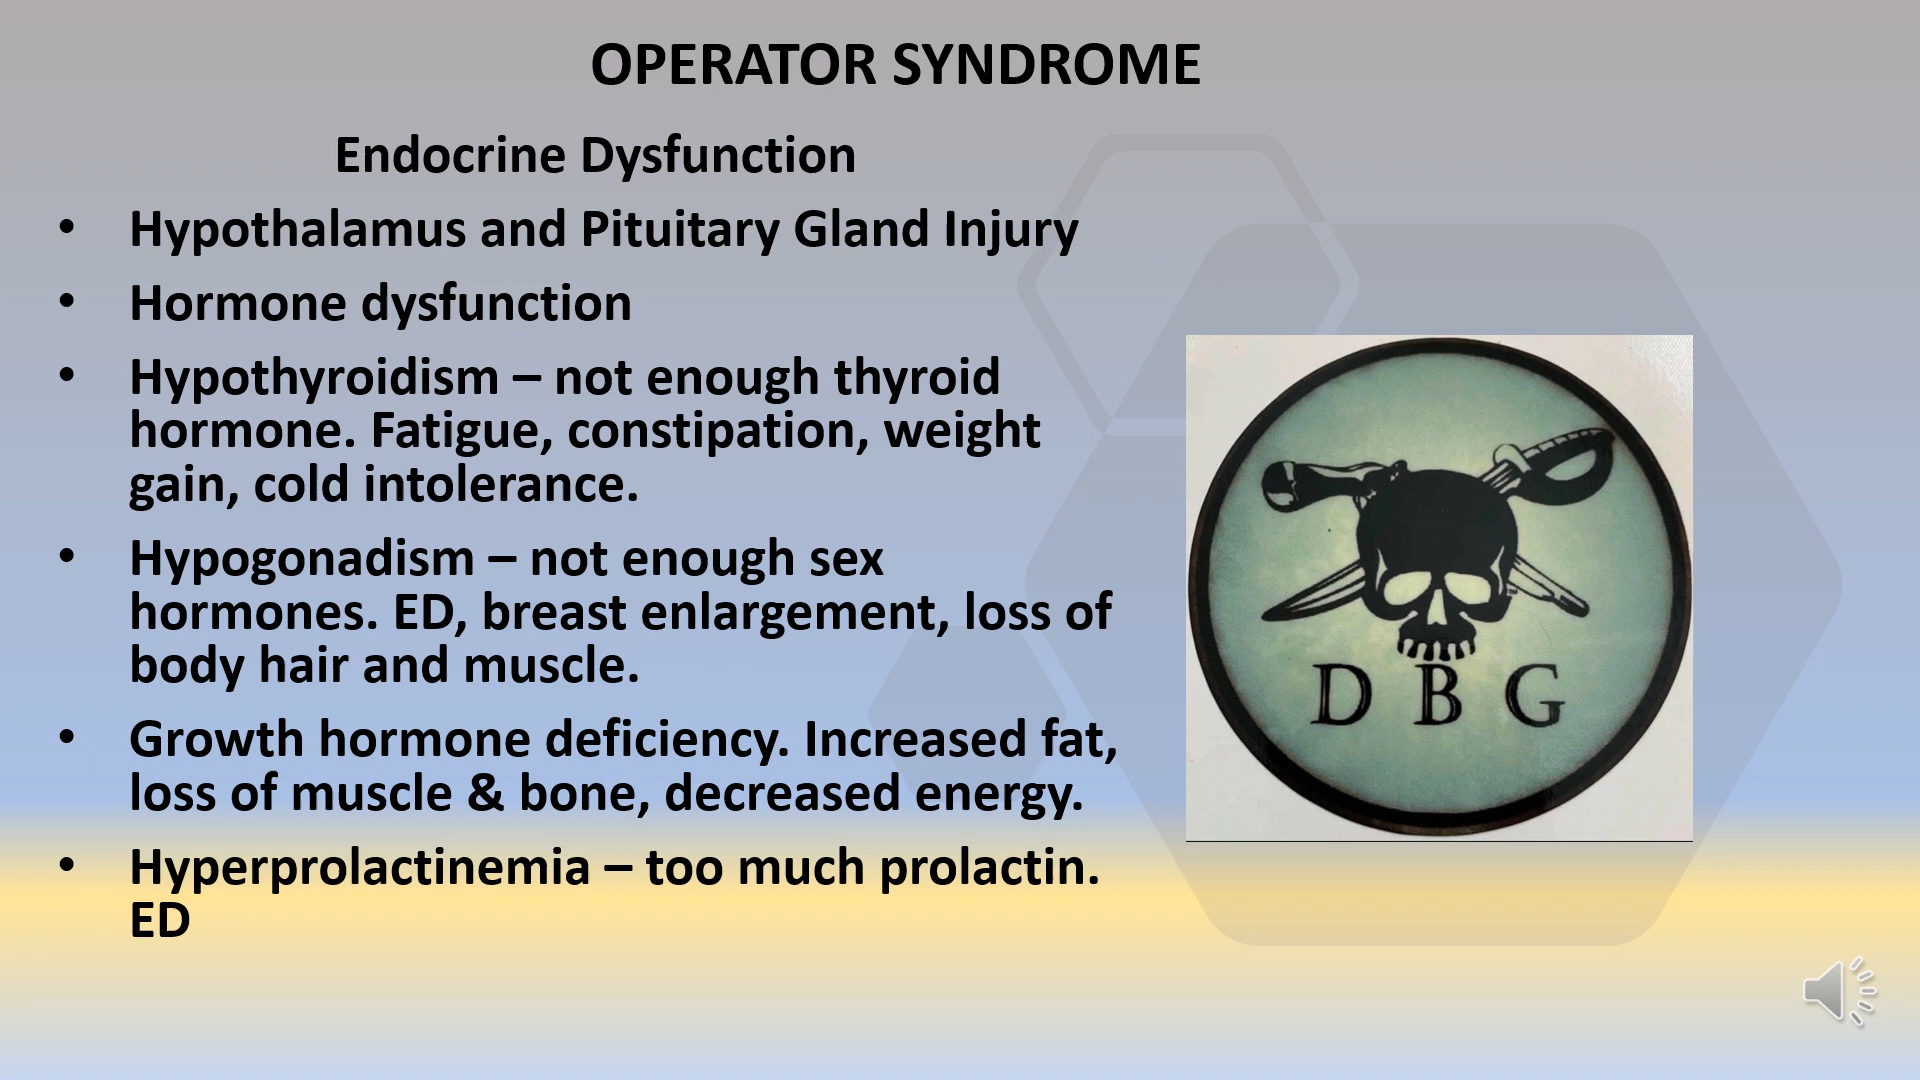 OPERATOR SYNDROME
Endocrine Dysfunction
• Hypothalamus and Pituitary Gland Injury
• Hormone dysfunction
• Hypothyroidism – not enough thyroid
hormone. Fatigue, constipation, weight
gain, cold intolerance.
• Hypogonadism – not enough sex
hormones. ED, breast enlargement, loss of
body hair and muscle.
• Growth hormone deficiency. Increased fat,
loss of muscle & bone, decreased energy.
• Hyperprolactinemia – too much prolactin.
ED
D B G